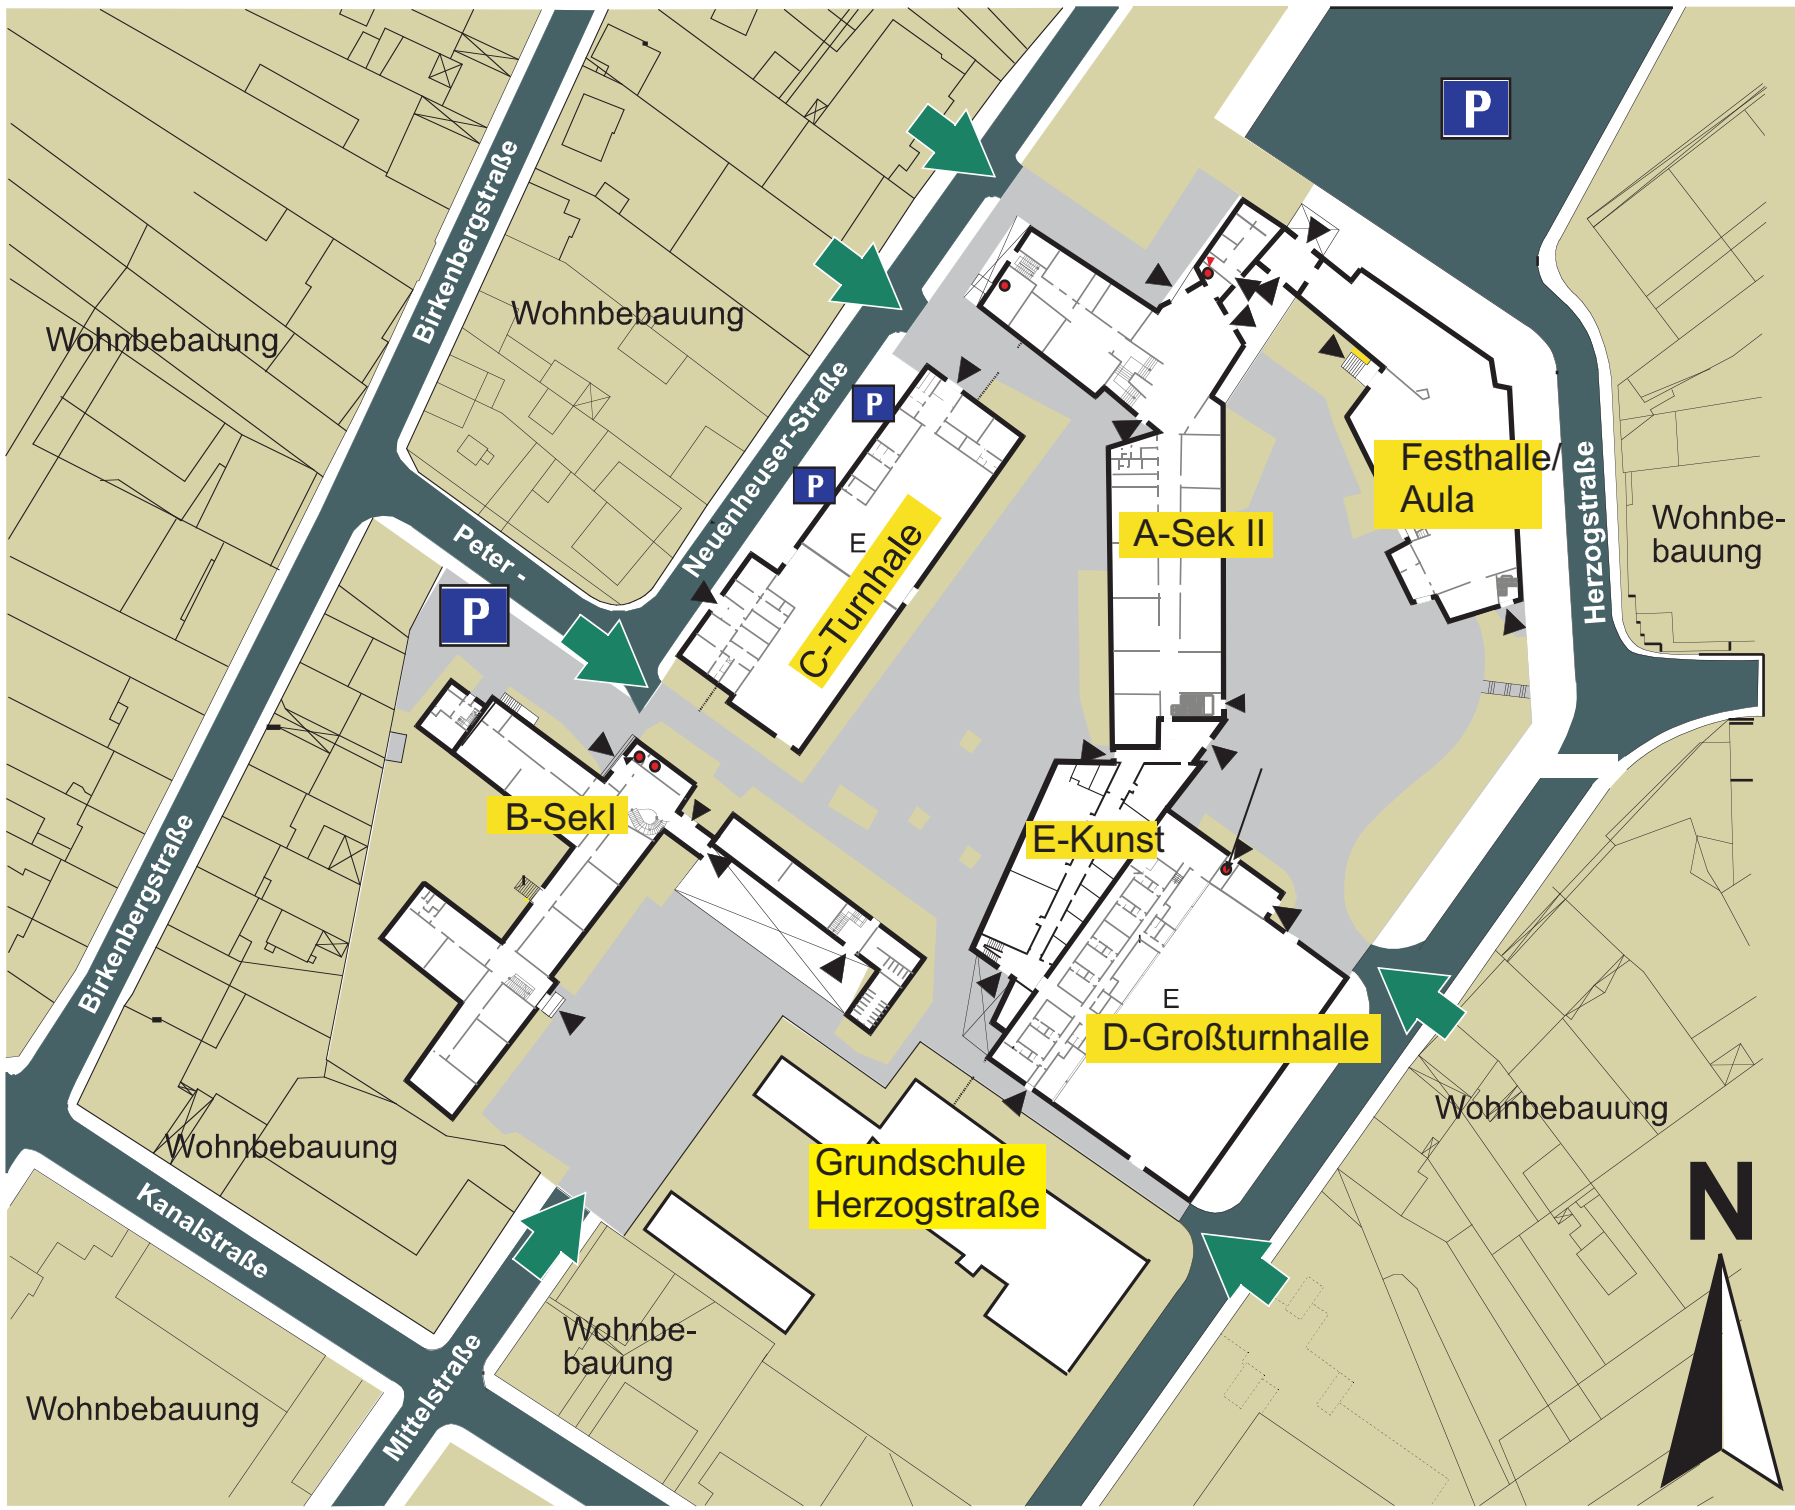 P
Birkenbergstraße
Wohnbebauung
Wohnbebauung
Neuenheuser-Straße
P
P
Festhalle/
Aula
Herzogstraße
Wohnbe-
bauung
A-Sek II
Peter -
E
C-Turnhale
P
B-SekI
E-Kunst
Birkenbergstraße
E
D-Großturnhalle
Wohnbebauung
Wohnbebauung
Grundschule
Herzogstraße
N
Kanalstraße
Wohnbe-
bauung
Mittelstraße
Wohnbebauung